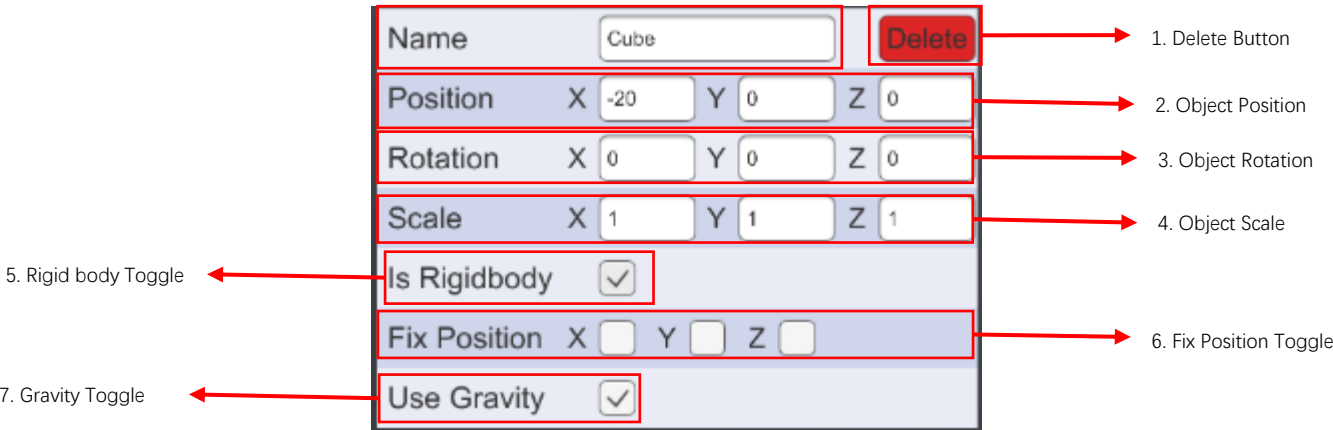 Name Cube Delete
1. Delete Button
Position X -20 Y 0 Z 0
2. Object Position
Rotation X 0 Y 0 Z 0
3. Object Rotation
Scale X 1 Y 1 Z 1
4. Object Scale
5. Rigid body Toggle
Is Rigidbody
Fix Position X Y Z
6. Fix Position Toggle
7. Gravity Toggle
Use Gravity